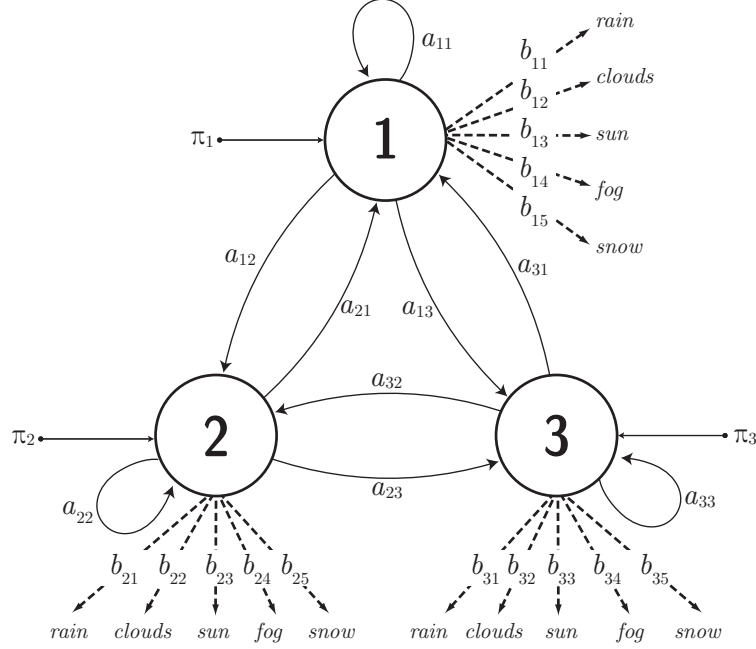 a₁₁
rain
b₁₁
clouds
b₁₂
π₁
1
b₁₃
sun
b₁₄
fog
b₁₅
snow
a₁₂
a₂₁
a₁₃
a₃₁
a₃₂
π₂
2
3
π₃
a₂₃
a₂₂
a₃₃
b₂₁ b₂₂ b₂₃ b₂₄ b₂₅
b₃₁ b₃₂ b₃₃ b₃₄ b₃₅
rain clouds sun fog snow
rain clouds sun fog snow